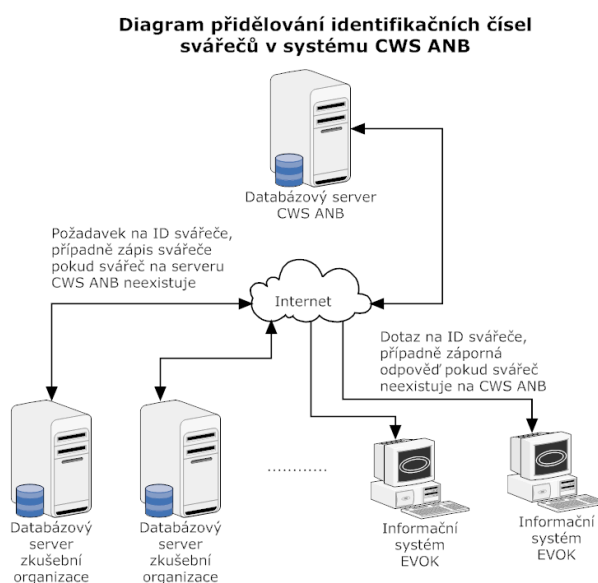 Diagram přidělování identifikačních čísel
svářečů v systému CWS ANB
Databázový server
CWS ANB
Požadavek na ID svářeče,
případně zápis svářeče
pokud svářeč na serveru
CWS ANB neexistuje
Internet
Dotaz na ID svářeče,
případně záporná
odpověď pokud svářeč
neexistuje na CWS ANB
............
Databázový
server
zkušební
organizace
Databázový
server
zkušební
organizace
Informační
systém
EVOK
Informační
systém
EVOK